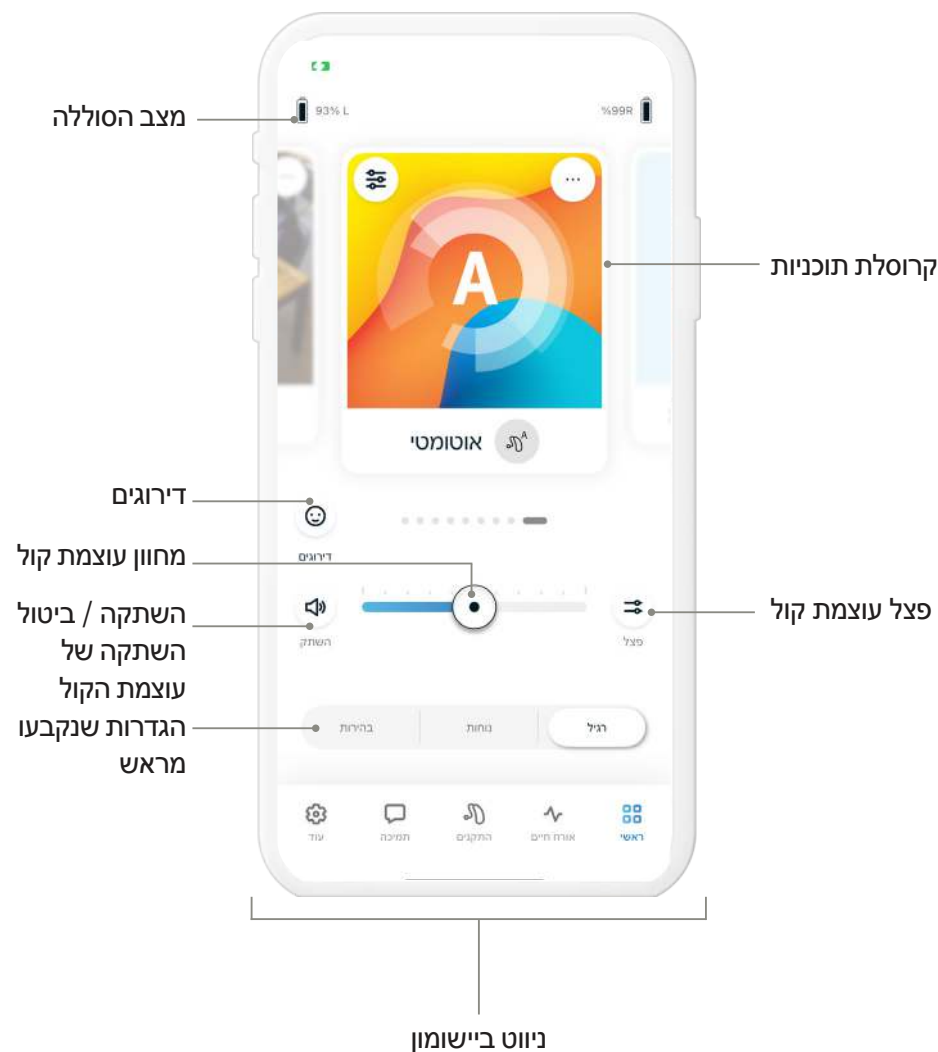 מצב הסוללה
93% L
%99R
A
קרוסלת תוכניות
A
אוטומטי
דירוגים
דירוגים
מחוון עוצמת קול
פצל עוצמת קול
השתקה / ביטול
השתקה של
עוצמת הקול
פצל
השתק
הגדרות שנקבעו
מראש
רגיל
נוחות
בהירות
ראשי
אורח חיים
התקנים
תמיכה
עוד
ניווט ביישומון